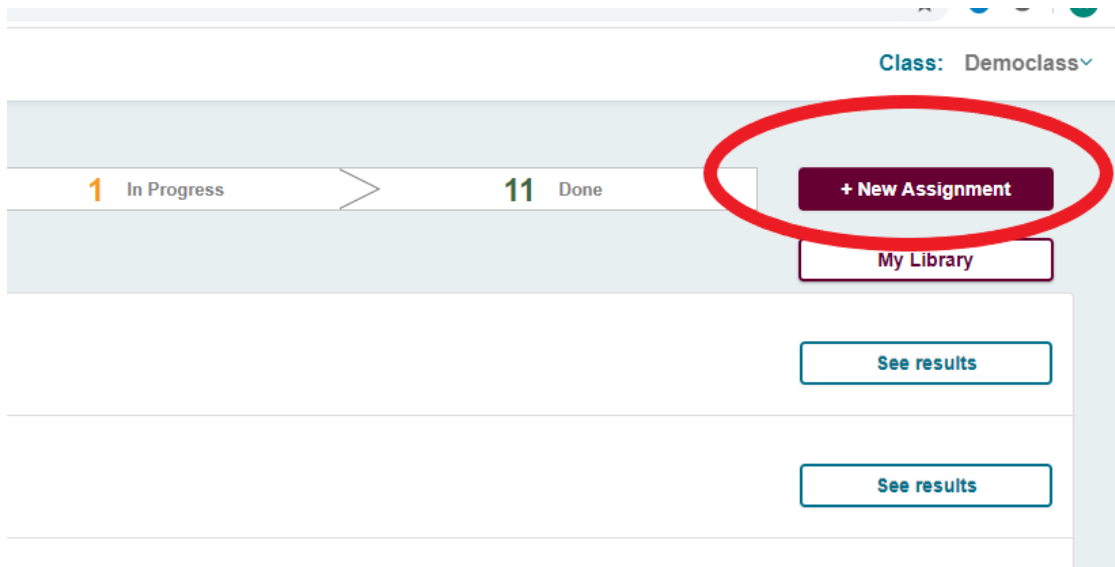 Class: Democlass
1 In Progress
11 Done
+ New Assignment
My Library
See results
See results